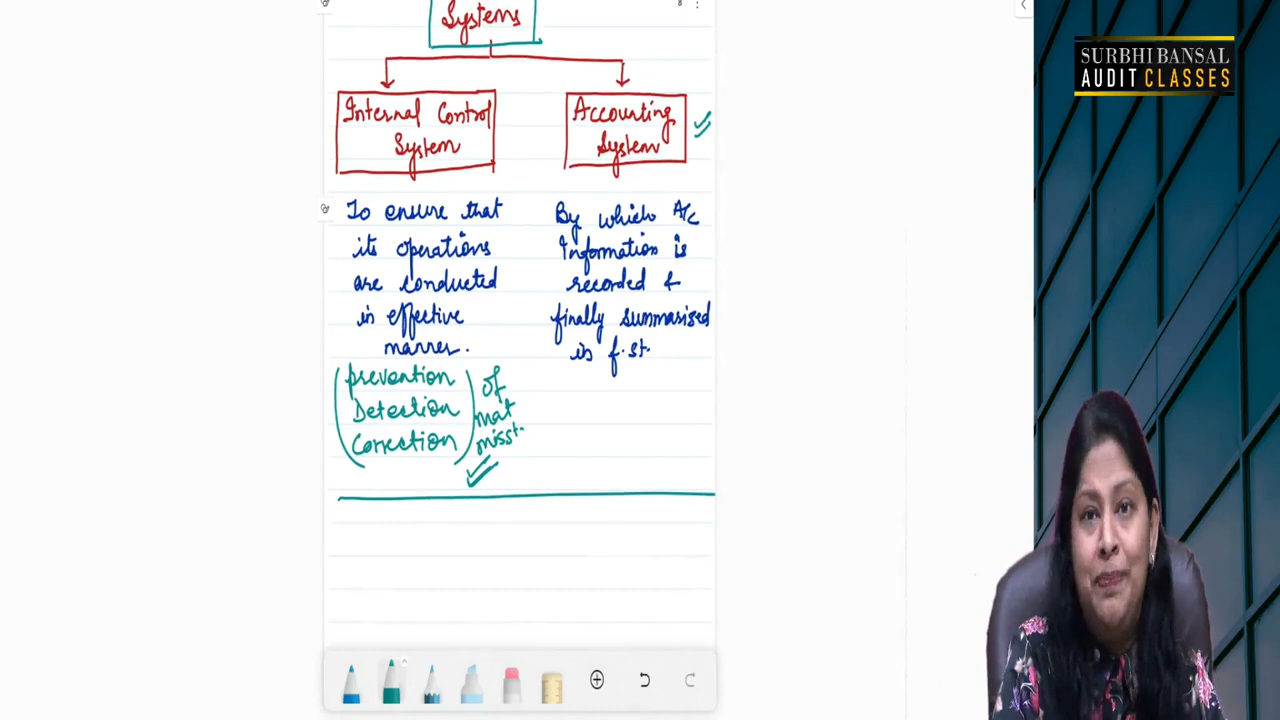 Systems
Internal Control
System
Accounting
System
To ensure that
its operations
are conducted
in effective
manner.
(prevention
Detection
Correction)
of
mat
misst.
By which A/c
Information is
recorded &
finally summarized
in f.st.
SURBHI BANSAL
AUDIT CLASSES